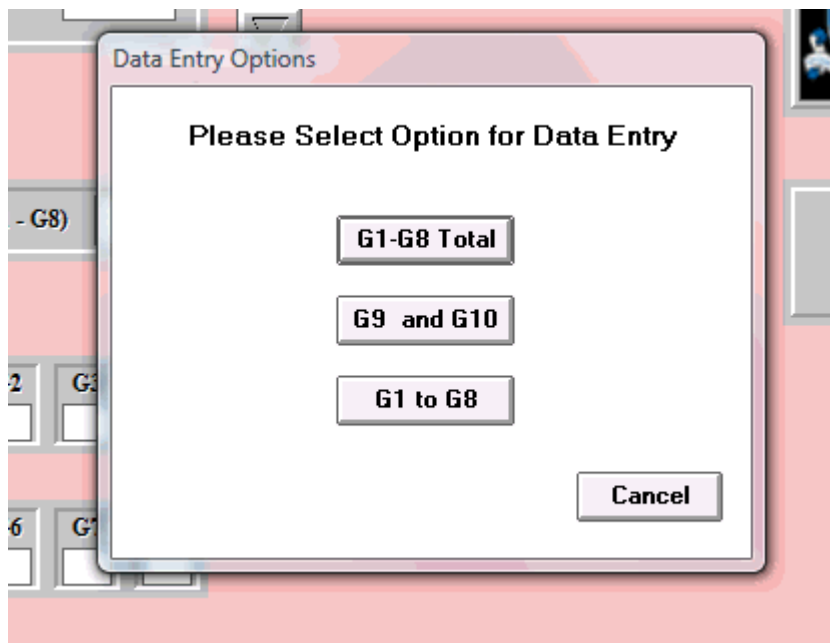 Data Entry Options
Please Select Option for Data Entry
- G8)
G1-G8 Total
G9 and G10
-2
G1 to G8
Cancel